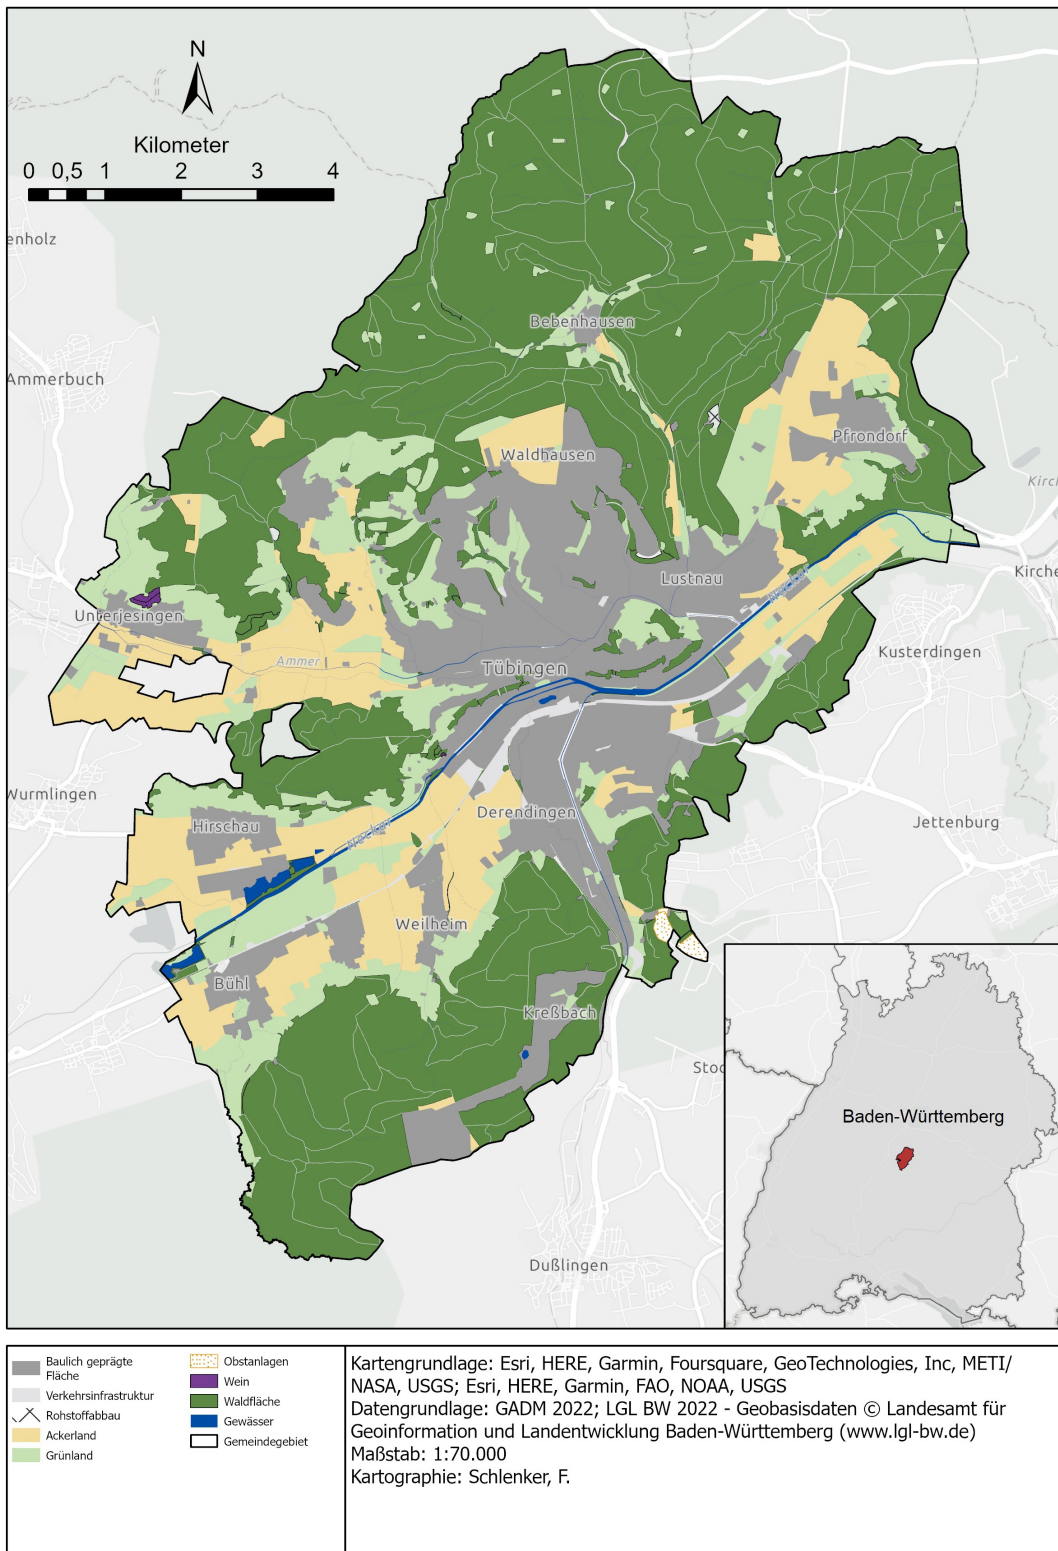 N
Kilometer
0 0,5 1 2 3 4
enholz
Bebenhausen
Ammerbuch
Pfrondorf
Waldhausen
Kirch
Lustnau
Neckar
Kirche
Unterjesingen
Ammer
Tübingen
Kusterdingen
Wurmlingen
Derendingen
Hirschau
Neckar
Jettenburg
Weilheim
Bühl
Kreßbach
Stoc
Baden-Württemberg
Dußlingen
Baulich geprägte
Fläche
Verkehrsinfrastruktur
Rohstoffabbau
Ackerland
Grünland
Obstanlagen
Wein
Waldfläche
Gewässer
Gemeindegebiet
Kartengrundlage: Esri, HERE, Garmin, Foursquare, GeoTechnologies, Inc, METI/
NASA, USGS; Esri, HERE, Garmin, FAO, NOAA, USGS
Datengrundlage: GADM 2022; LGL BW 2022 - Geobasisdaten © Landesamt für
Geoinformation und Landentwicklung Baden-Württemberg (www.lgl-bw.de)
Maßstab: 1:70.000
Kartographie: Schlenker, F.